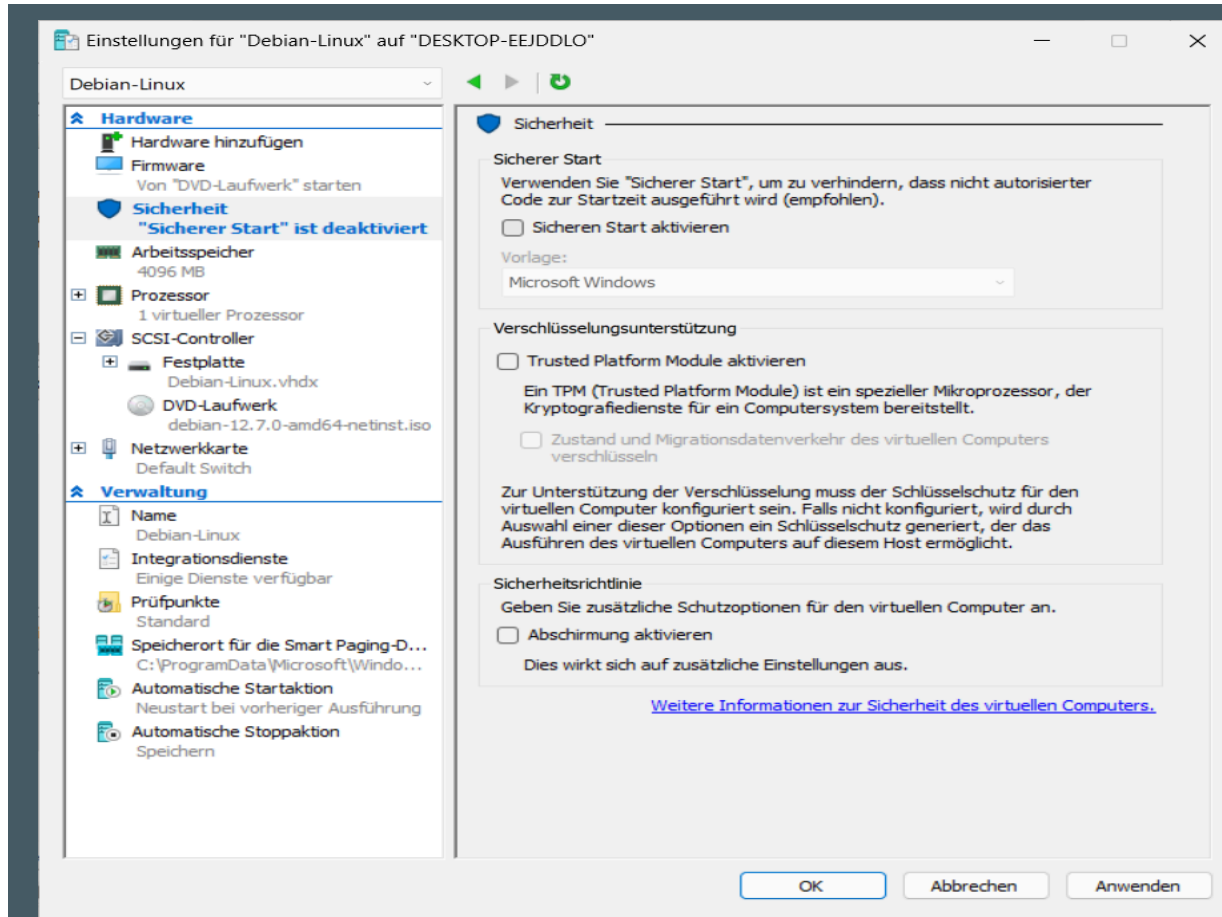 Einstellungen für "Debian-Linux" auf "DESKTOP-EEJDDLO"
Debian-Linux
Hardware
Hardware hinzufügen
Firmware
Von "DVD-Laufwerk" starten
Sicherheit
"Sicherer Start" ist deaktiviert
Arbeitsspeicher
4096 MB
Prozessor
1 virtueller Prozessor
SCSI-Controller
Festplatte
Debian-Linux.vhdx
DVD-Laufwerk
debian-12.7.0-amd64-netinst.iso
Netzwerkkarte
Default Switch
Verwaltung
Name
Debian-Linux
Integrationsdienste
Einige Dienste verfügbar
Prüfpunkte
Standard
Speicherort für die Smart Paging-D...
C:\ProgramData\Microsoft\Windo...
Automatische Startaktion
Neustart bei vorheriger Ausführung
Automatische Stoppaktion
Speichern
Sicherheit
Sicherer Start
Verwenden Sie "Sicherer Start", um zu verhindern, dass nicht autorisierter
Code zur Startzeit ausgeführt wird (empfohlen).
Sicheren Start aktivieren
Vorlage:
Microsoft Windows
Verschlüsselungsunterstützung
Trusted Platform Module aktivieren
Ein TPM (Trusted Platform Module) ist ein spezieller Mikroprozessor, der
Kryptografiedienste für ein Computersystem bereitstellt.
Zustand und Migrationsdatenverkehr des virtuellen Computers
verschlüsseln
Zur Unterstützung der Verschlüsselung muss der Schlüsselschutz für den
virtuellen Computer konfiguriert sein. Falls nicht konfiguriert, wird durch
Auswahl einer dieser Optionen ein Schlüsselschutz generiert, der das
Ausführen des virtuellen Computers auf diesem Host ermöglicht.
Sicherheitsrichtlinie
Geben Sie zusätzliche Schutzoptionen für den virtuellen Computer an.
Abschirmung aktivieren
Dies wirkt sich auf zusätzliche Einstellungen aus.
Weitere Informationen zur Sicherheit des virtuellen Computers.
OK
Abbrechen
Anwenden